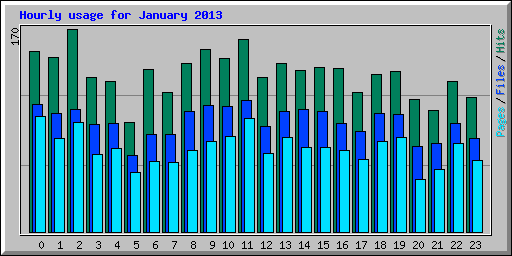 Hourly usage for January 2013
170
Pages/Files/Hits
0 1 2 3 4 5 6 7 8 9 10 11 12 13 14 15 16 17 18 19 20 21 22 23